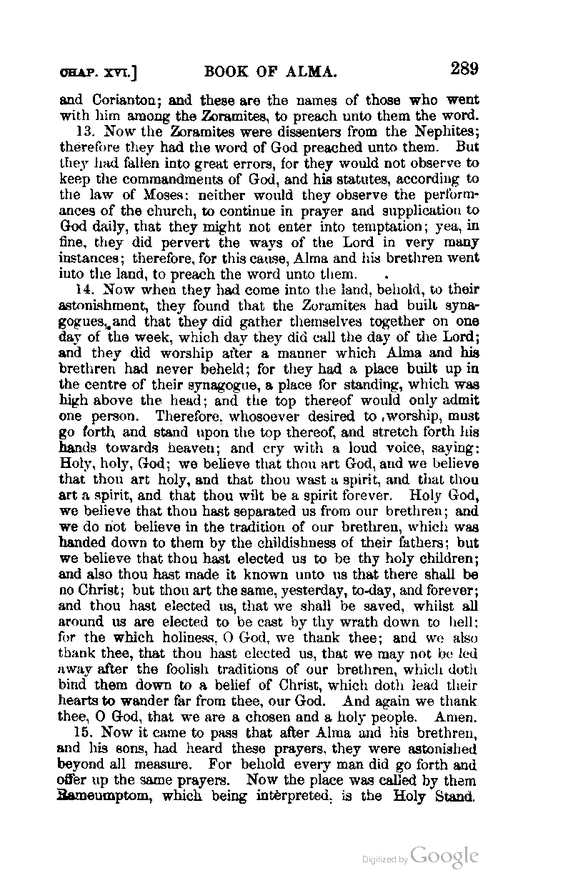 CHAP. XVI.] BOOK OF ALMA. 289
and Corianton; and these are the names of those who went
with him among the Zoramites, to preach unto them the word.
13. Now the Zoramites were dissenters from the Nephites;
therefore they had the word of God preached unto them. But
they had fallen into great errors, for they would not observe to
keep the commandments of God, and his statutes, according to
the law of Moses; neither would they observe the perform-
ances of the church, to continue in prayer and supplication to
God daily, that they might not enter into temptation; yea, in
fine, they did pervert the ways of the Lord in very many
instances; therefore, for this cause, Alma and his brethren went
into the land, to preach the word unto them.
14. Now when they had come into the land, behold, to their
astonishment, they found that the Zoramites had built syna-
gogues, and that they did gather themselves together on one
day of the week, which day they did call the day of the Lord;
and they did worship after a manner which Alma and his
brethren had never beheld; for they had a place built up in
the centre of their synagogue, a place for standing, which was
high above the head; and the top thereof would only admit
one person. Therefore, whosoever desired to worship, must
go forth and stand upon the top thereof, and stretch forth his
hands towards heaven; and cry with a loud voice, saying:
Holy, holy, God; we believe that thou art God, and we believe
that thou art holy, and that thou wast a spirit, and that thou
art a spirit, and that thou wilt be a spirit forever. Holy God,
we believe that thou hast separated us from our brethren; and
we do not believe in the tradition of our brethren, which was
handed down to them by the childishness of their fathers; but
we believe that thou hast elected us to be thy holy children;
and also thou hast made it known unto us that there shall be
no Christ; but thou art the same, yesterday, to-day, and forever;
and thou hast elected us, that we shall be saved, whilst all
around us are elected to be cast by thy wrath down to hell;
for the which holiness, O God, we thank thee; and we also
thank thee, that thou hast elected us, that we may not be led
away after the foolish traditions of our brethren, which doth
bind them down to a belief of Christ, which doth lead their
hearts to wander far from thee, our God. And again we thank
thee, O God, that we are a chosen and a holy people. Amen.
15. Now it came to pass that after Alma and his brethren,
and his sons, had heard these prayers, they were astonished
beyond all measure. For behold every man did go forth and
offer up the same prayers. Now the place was called by them
Rameumptom, which being interpreted, is the Holy Stand.
Digitized by Google